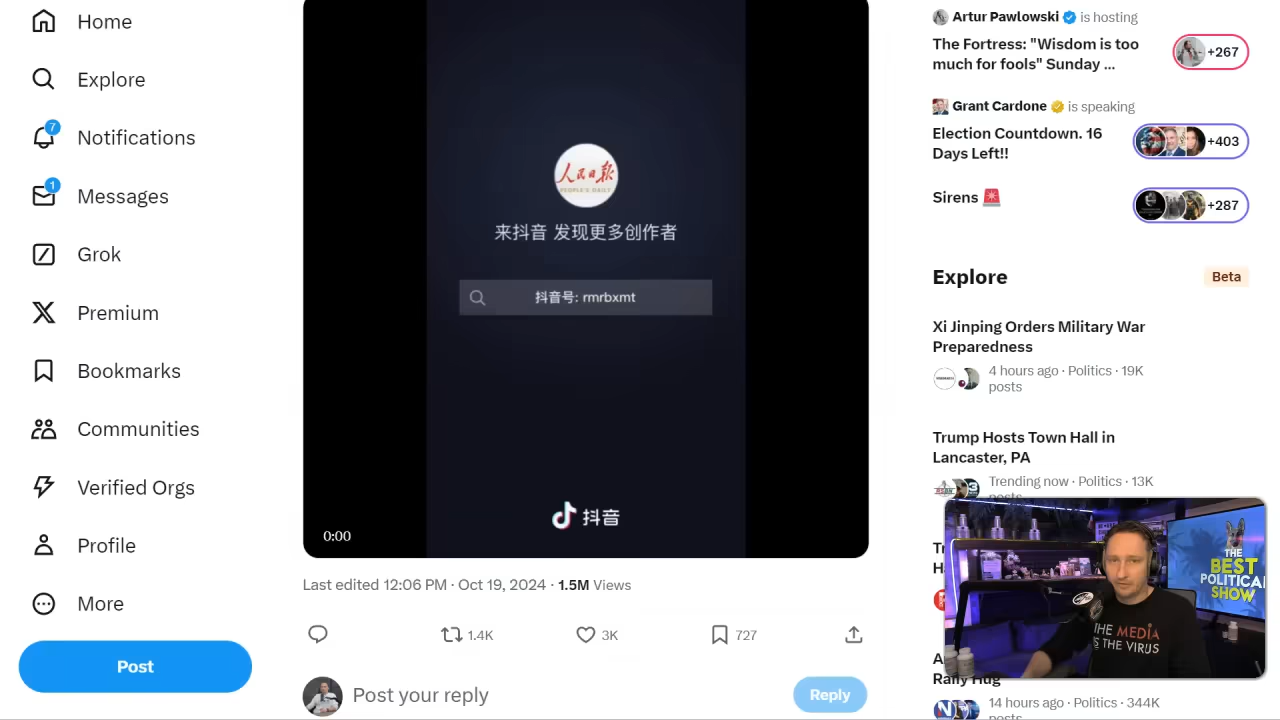 Home
Explore
7
Notifications
1
Messages
Grok
Premium
Bookmarks
Communities
Verified Orgs
Profile
More
Post
人民日报
PEOPLE'S DAILY
来抖音 发现更多创作者
抖音号: rmrbxmt
抖音
0:00
Last edited 12:06 PM · Oct 19, 2024 · 1.5M Views
1.4K
3K
727
Post your reply
Reply
Artur Pawlowski is hosting
The Fortress: "Wisdom is too
much for fools" Sunday ...
+267
Grant Cardone is speaking
Election Countdown. 16
Days Left!!
+403
Sirens 🚨
+287
Explore
Beta
Xi Jinping Orders Military War
Preparedness
4 hours ago · Politics · 19K
posts
Trump Hosts Town Hall in
Lancaster, PA
Trending now · Politics · 13K
posts
THE
BEST
POLITICAL
SHOW
THE MEDIA
IS THE VIRUS
Rally Hug
14 hours ago · Politics · 344K
posts